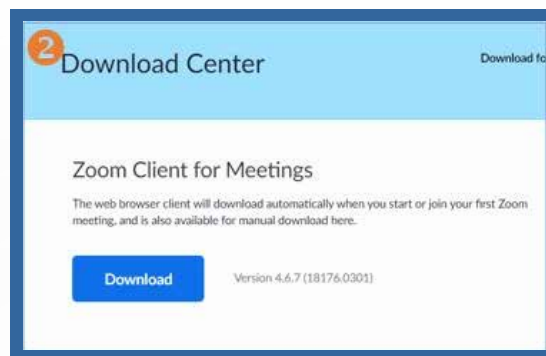 2
Download Center
Download fo
Zoom Client for Meetings
The web browser client will download automatically when you start or join your first Zoom
meeting, and is also available for manual download here.
Download
Version 4.6.7 (18176.0301)